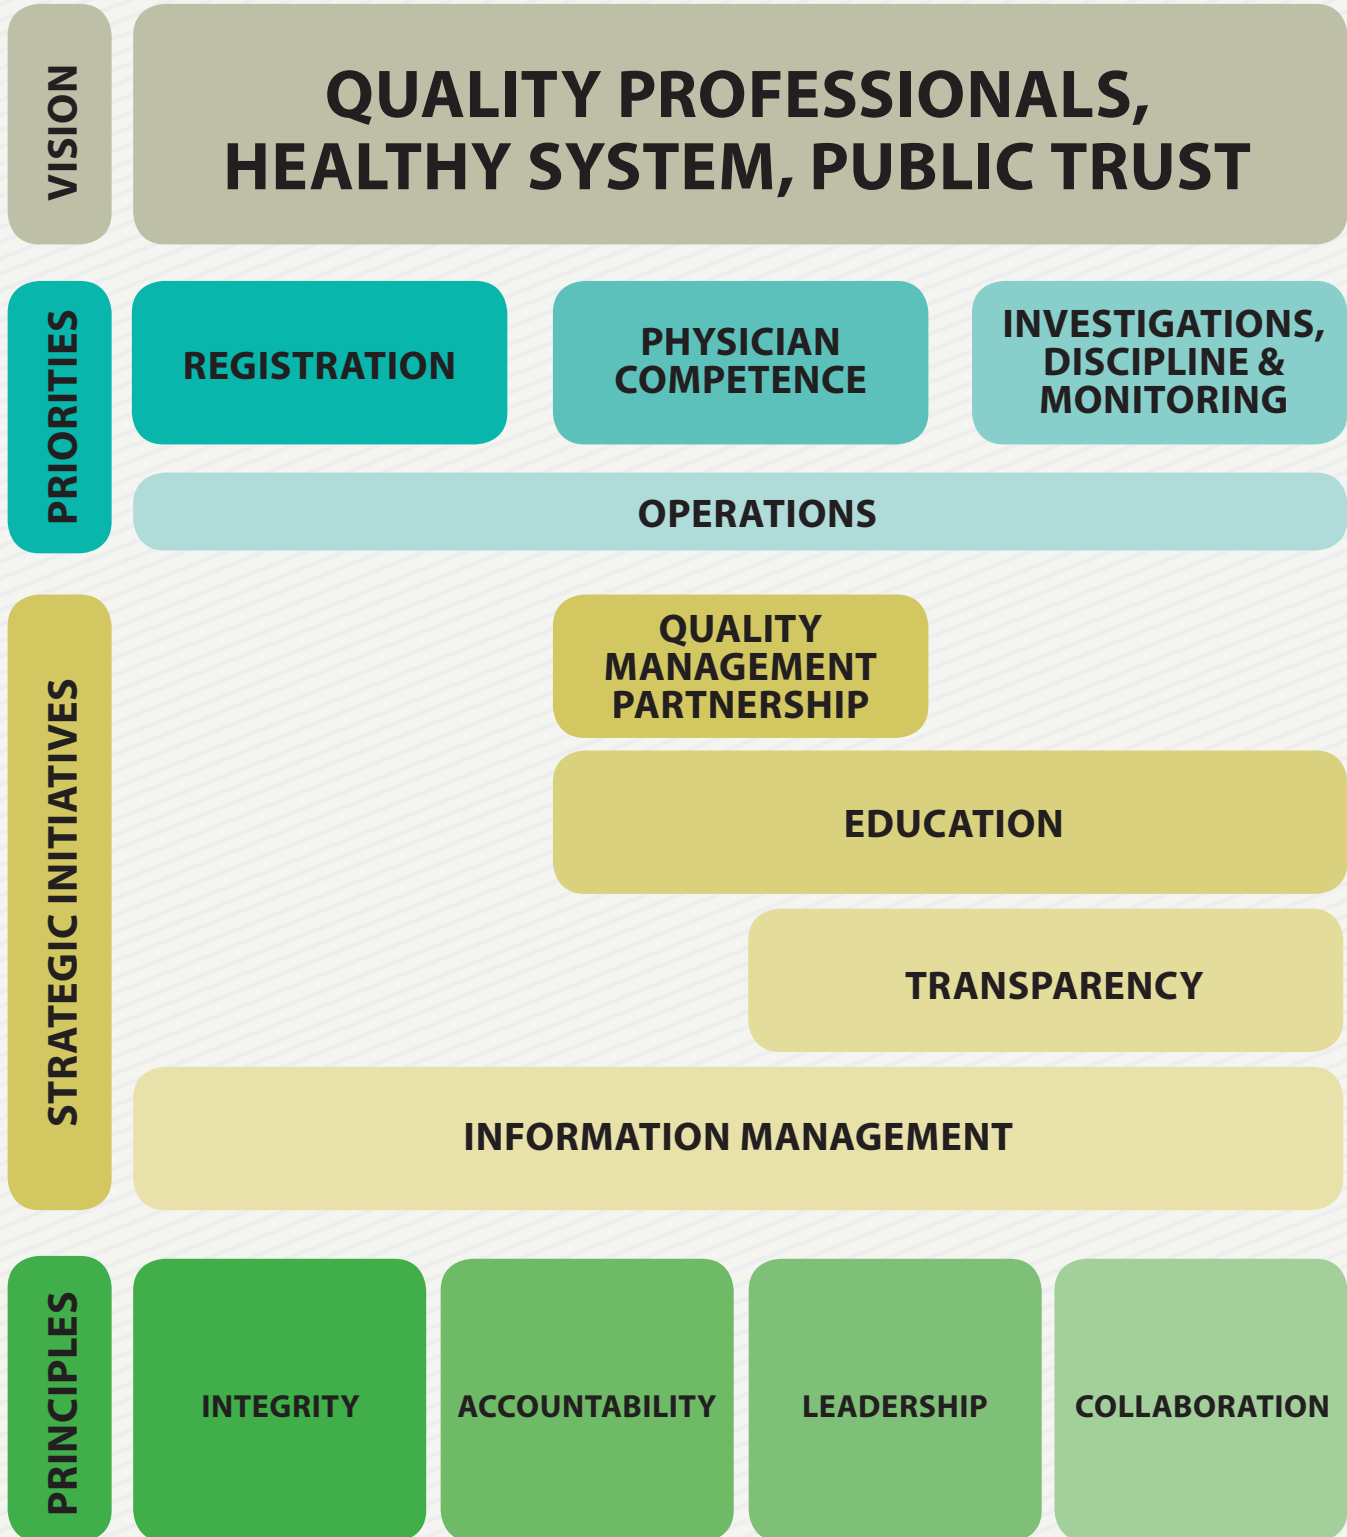 VISION
QUALITY PROFESSIONALS,
HEALTHY SYSTEM, PUBLIC TRUST
PRIORITIES
REGISTRATION
PHYSICIAN
COMPETENCE
INVESTIGATIONS,
DISCIPLINE &
MONITORING
OPERATIONS
STRATEGIC INITIATIVES
QUALITY
MANAGEMENT
PARTNERSHIP
EDUCATION
TRANSPARENCY
INFORMATION MANAGEMENT
PRINCIPLES
INTEGRITY
ACCOUNTABILITY
LEADERSHIP
COLLABORATION